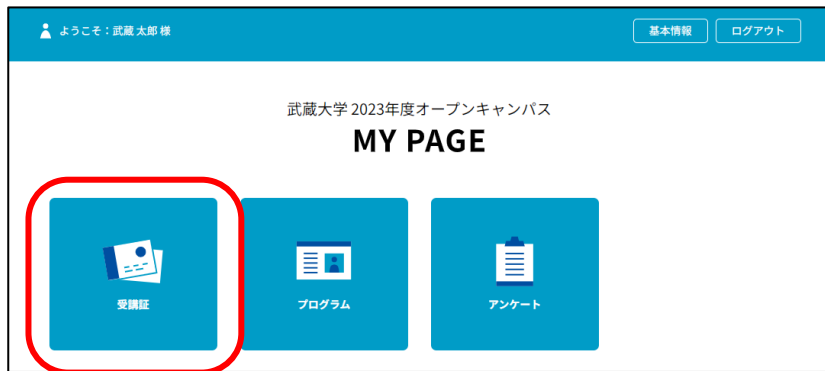 ようこそ：武蔵 太郎 様
基本情報
ログアウト
武蔵大学 2023年度オープンキャンパス
MY PAGE
受講証
プログラム
アンケート